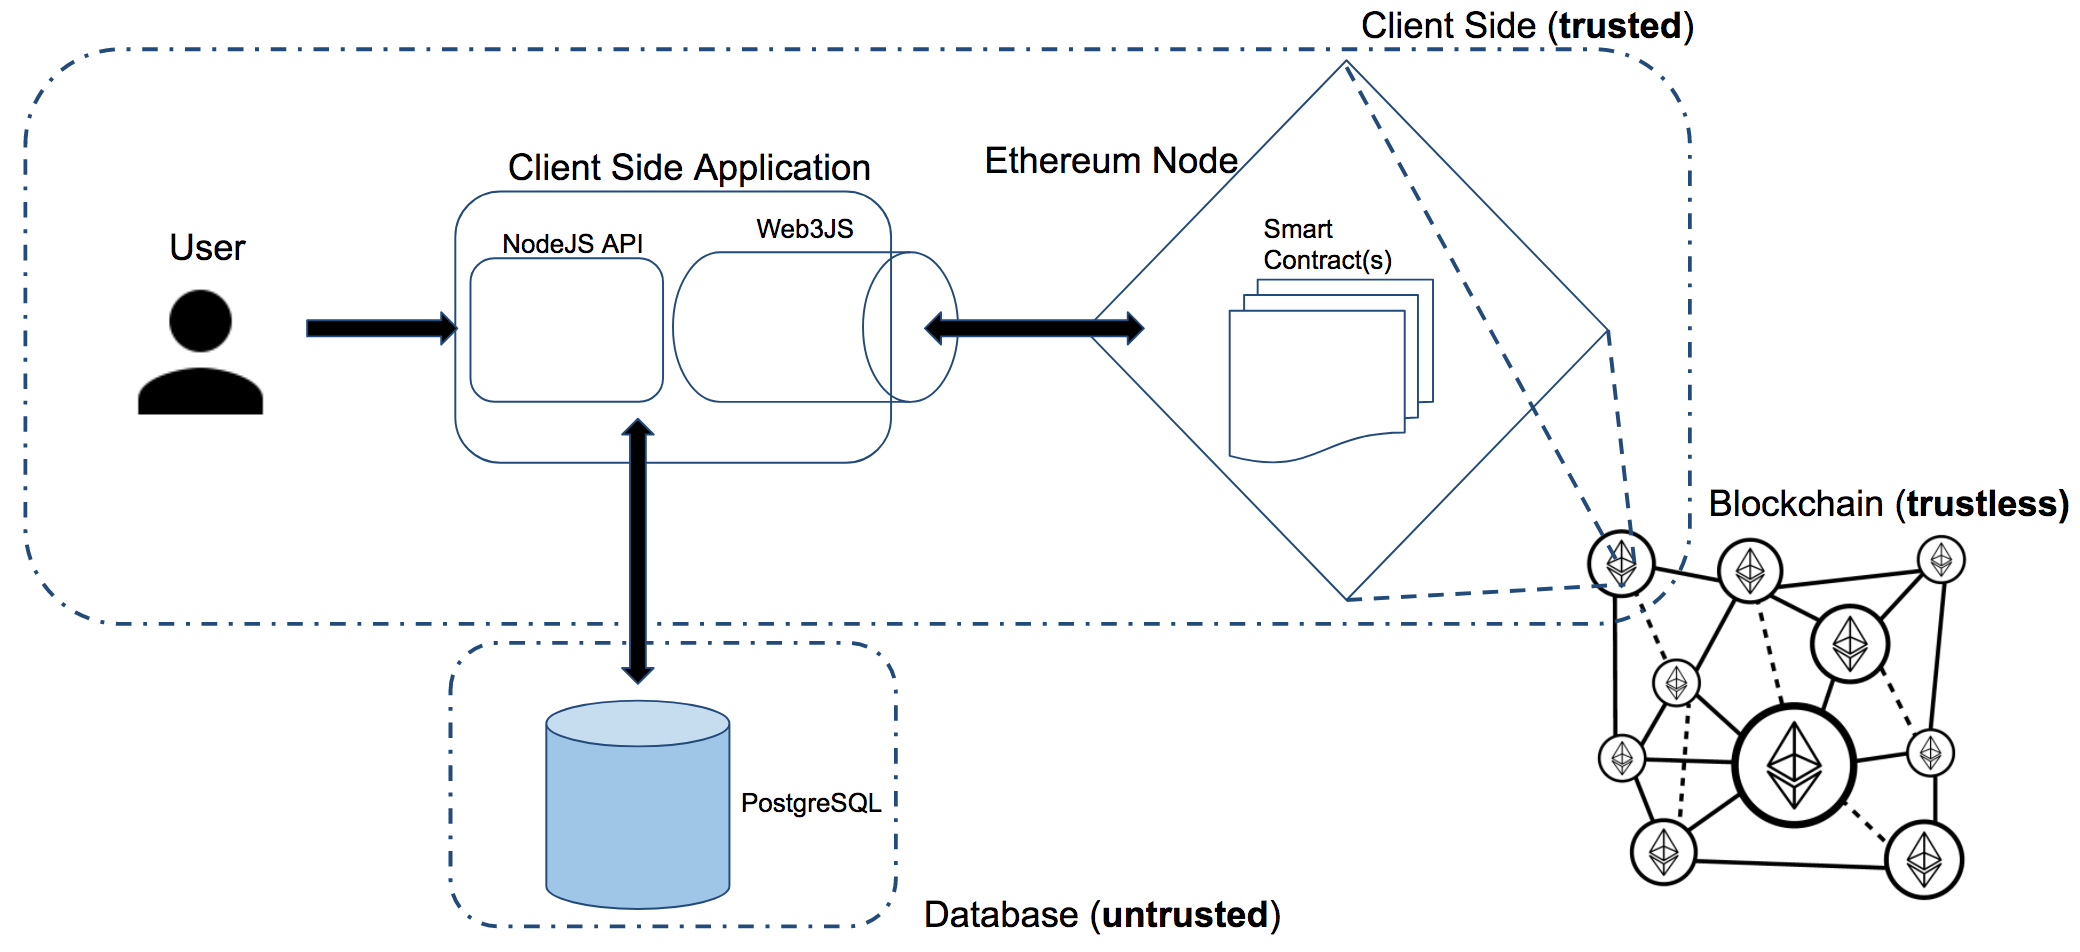 Client Side (trusted)
Client Side Application
Ethereum Node
User
NodeJS API
Web3JS
Smart
Contract(s)
Blockchain (trustless)
PostgreSQL
Database (untrusted)